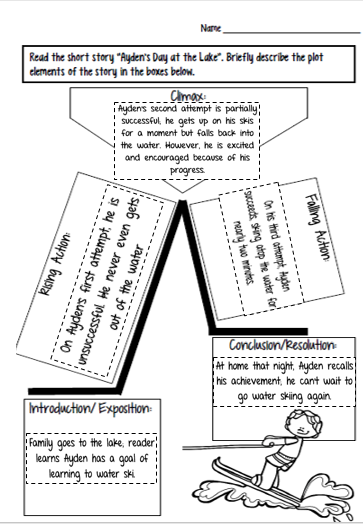 Name
Read the short story "Ayden's Day at the Lake". Briefly describe the plot
elements of the story in the boxes below.
Climax:
Ayden's second attempt is partially
successful, he gets up on his skis
for a moment but falls back into
the water. However, he is excited
and encouraged because of his
progress.
Rising Action:
On Ayden's first attempt, he is
unsuccessful. He never even gets
out of the water
Falling Action:
On his third attempt, Ayden
succeeds, skiing atop the water for
nearly two minutes.
Conclusion/Resolution:
At home that night, Ayden recalls
his achievement, he can't wait to
go water skiing again.
Introduction/ Exposition:
Family goes to the lake, reader
learns Ayden has a goal of
learning to water ski.